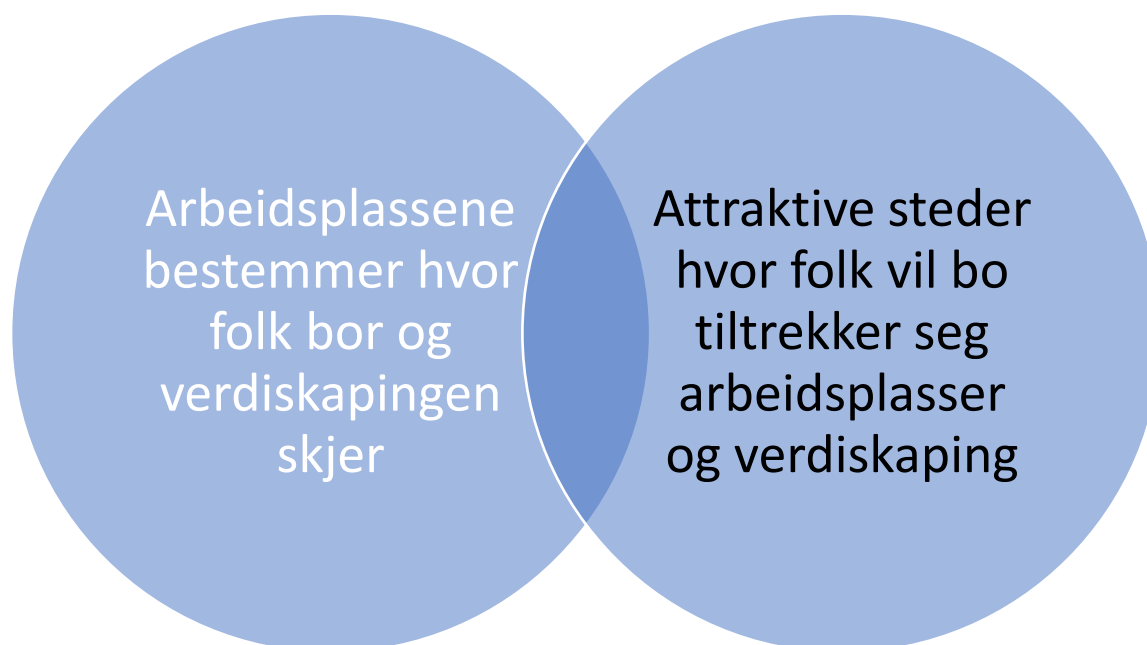 Arbeidsplassene
bestemmer hvor
folk bor og
verdiskapingen
skjer
Attraktive steder
hvor folk vil bo
tiltrekker seg
arbeidsplasser
og verdiskaping